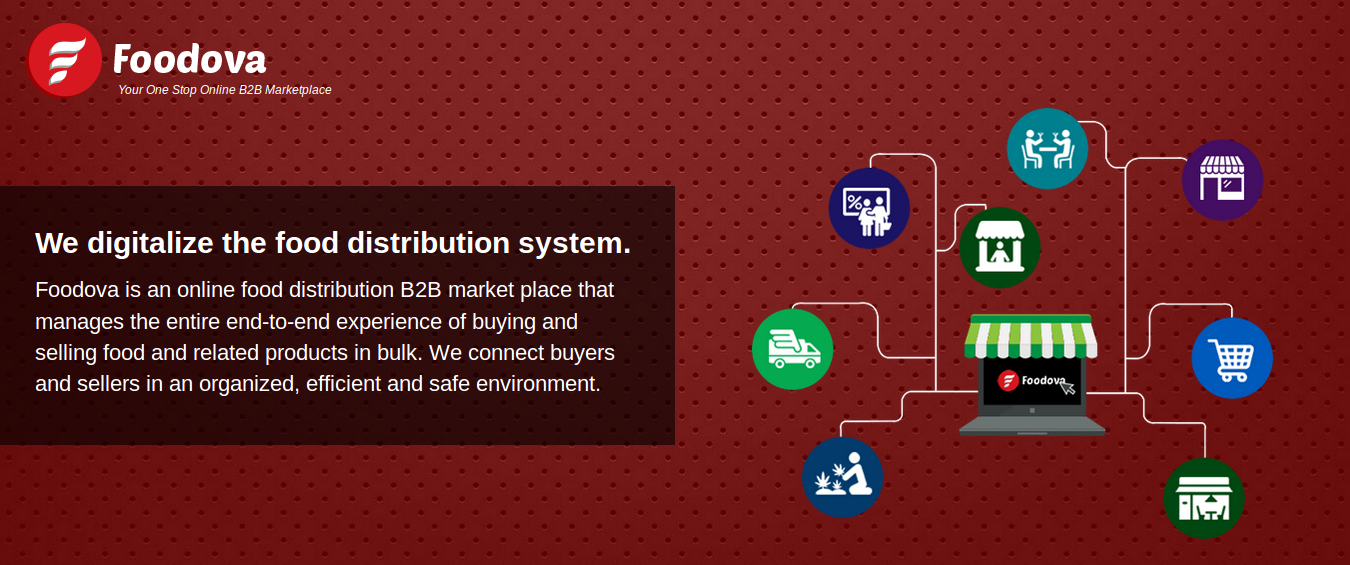 Foodova
Your One Stop Online B2B Marketplace
We digitalize the food distribution system.
Foodova is an online food distribution B2B market place that
manages the entire end-to-end experience of buying and
selling food and related products in bulk. We connect buyers
and sellers in an organized, efficient and safe environment.
%
Foodova